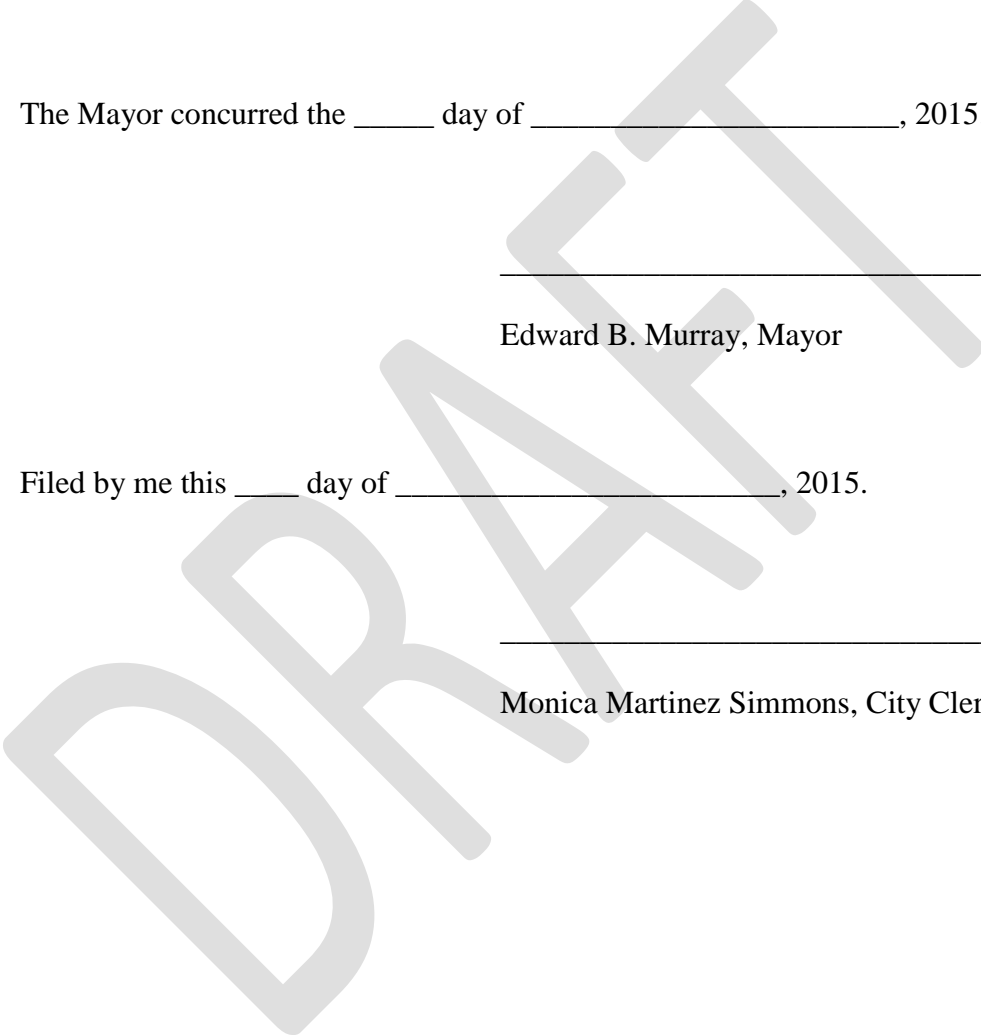 The Mayor concurred the _____ day of _______________________, 2015
Edward B. Murray, Mayor
Filed by me this ____ day of ________________________, 2015.
Monica Martinez Simmons, City Cler
DRAFT